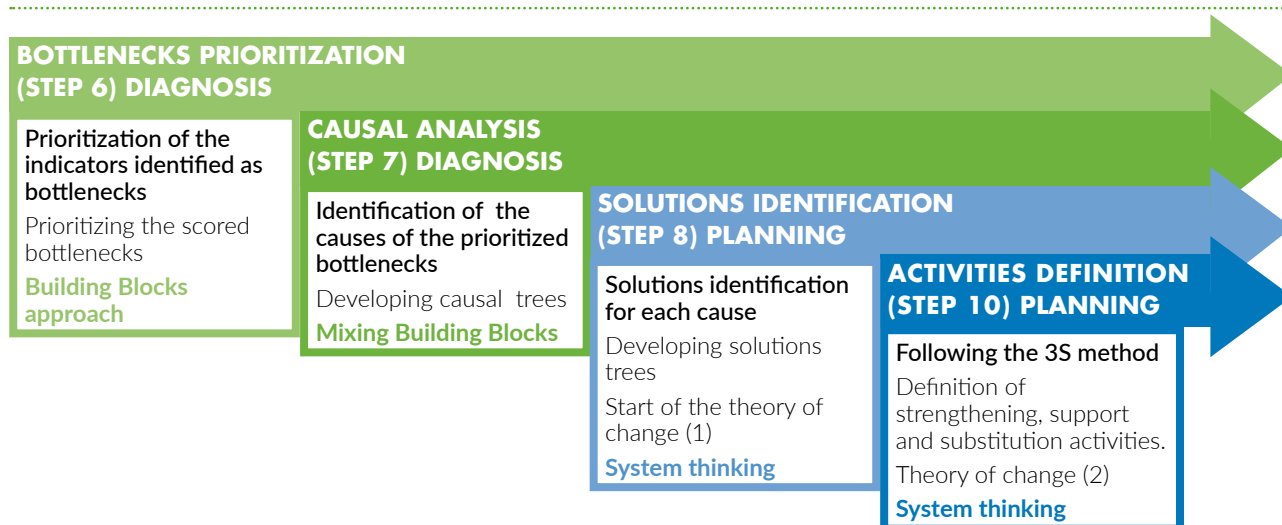 BOTTLENECKS PRIORITIZATION
(STEP 6) DIAGNOSIS
Prioritization of the
indicators identified as
bottlenecks
Prioritizing the scored
bottlenecks
Building Blocks
approach
CAUSAL ANALYSIS
(STEP 7) DIAGNOSIS
Identification of the
causes of the prioritized
bottlenecks
Developing causal trees
Mixing Building Blocks
SOLUTIONS IDENTIFICATION
(STEP 8) PLANNING
Solutions identification
for each cause
Developing solutions
trees
Start of the theory of
change (1)
System thinking
ACTIVITIES DEFINITION
(STEP 10) PLANNING
Following the 3S method
Definition of
strengthening, support
and substitution activities.
Theory of change (2)
System thinking